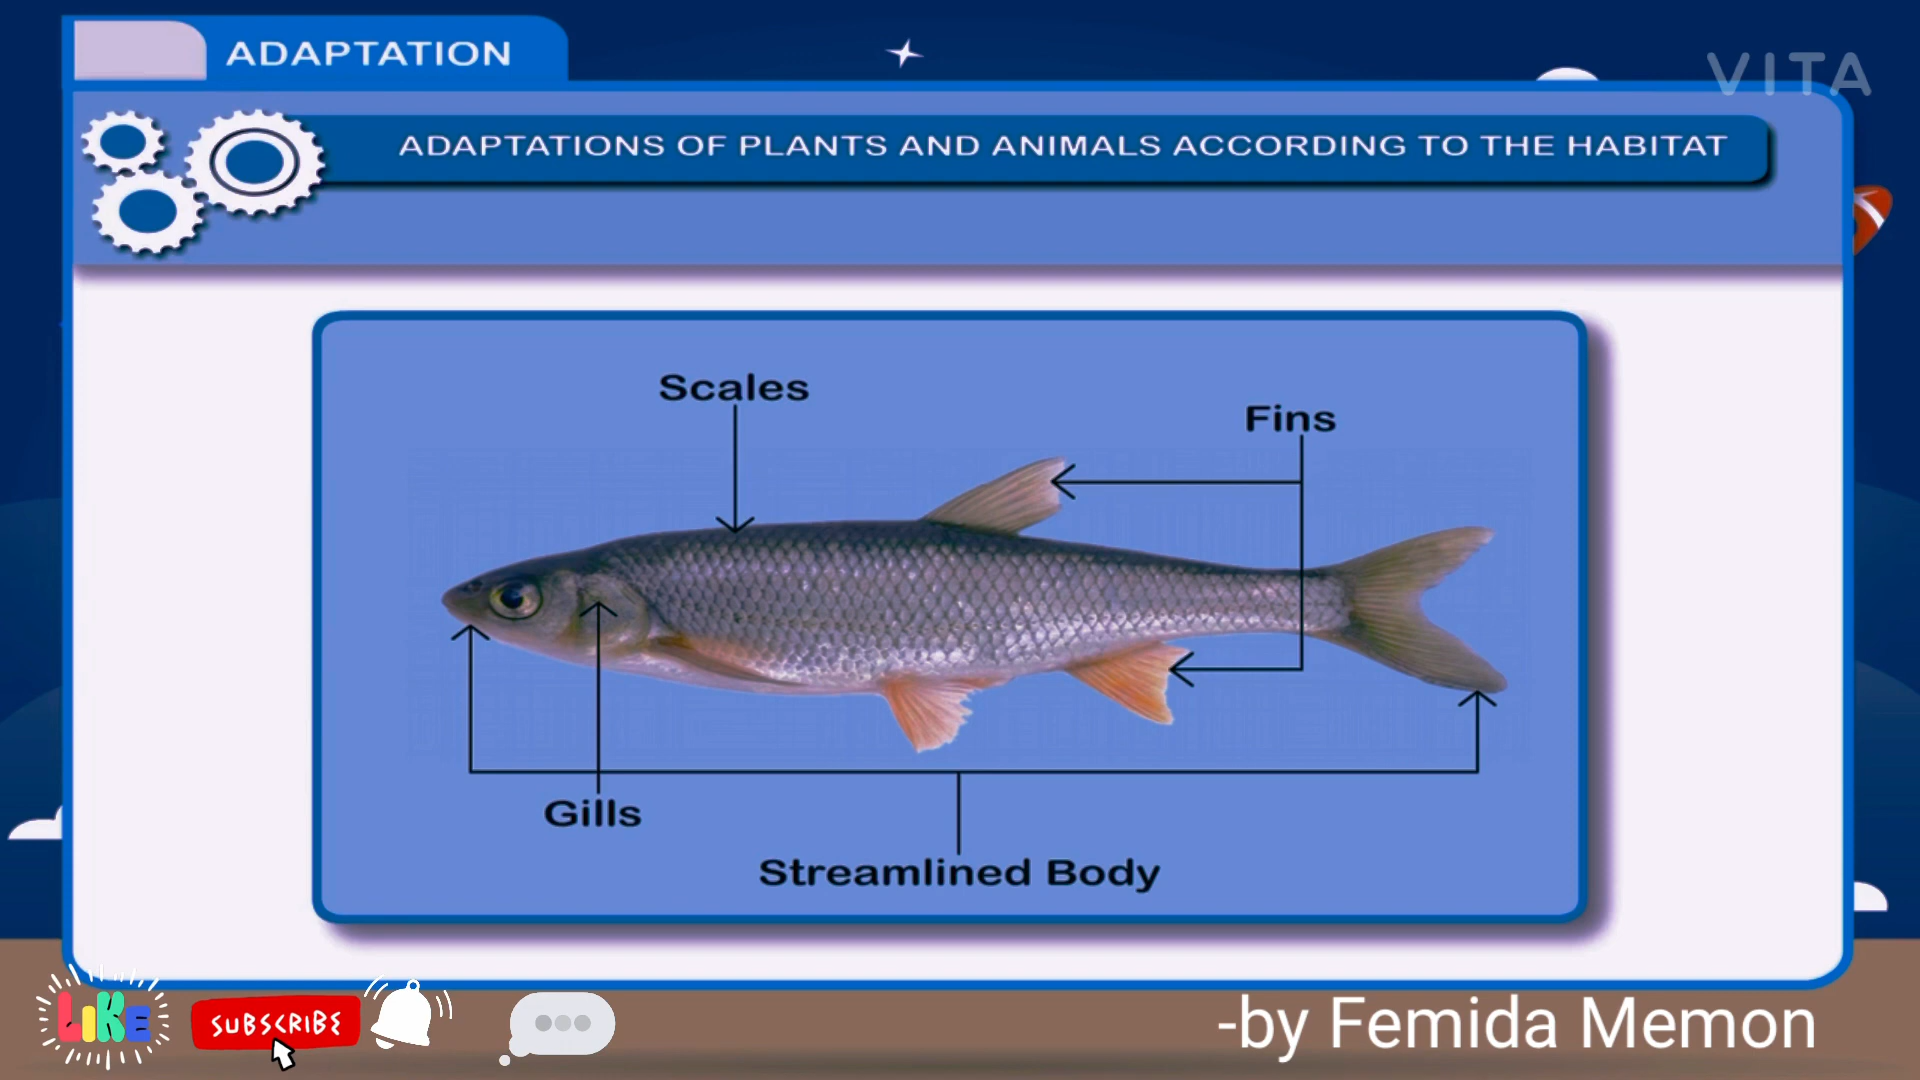 VITA
ADAPTATION
ADAPTATIONS OF PLANTS AND ANIMALS ACCORDING TO THE HABITAT
Scales
Fins
Gills
Streamlined Body
LIKE
SUBSCRIBE
-by Femida Memon